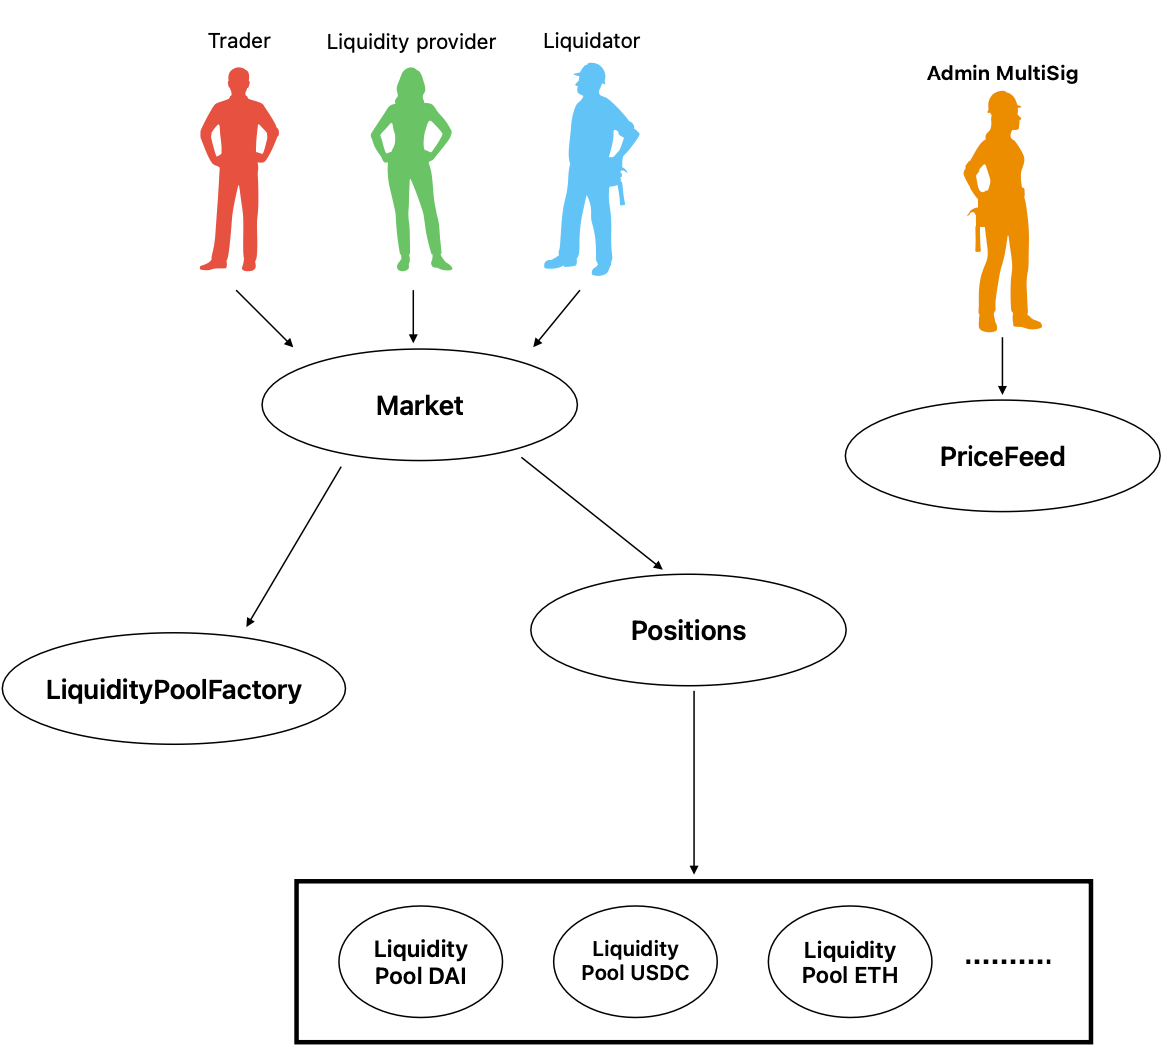 Trader
Liquidity provider
Liquidator
Admin MultiSig
Market
PriceFeed
Positions
LiquidityPoolFactory
Liquidity
Pool DAI
Liquidity
Pool USDC
Liquidity
Pool ETH
..........